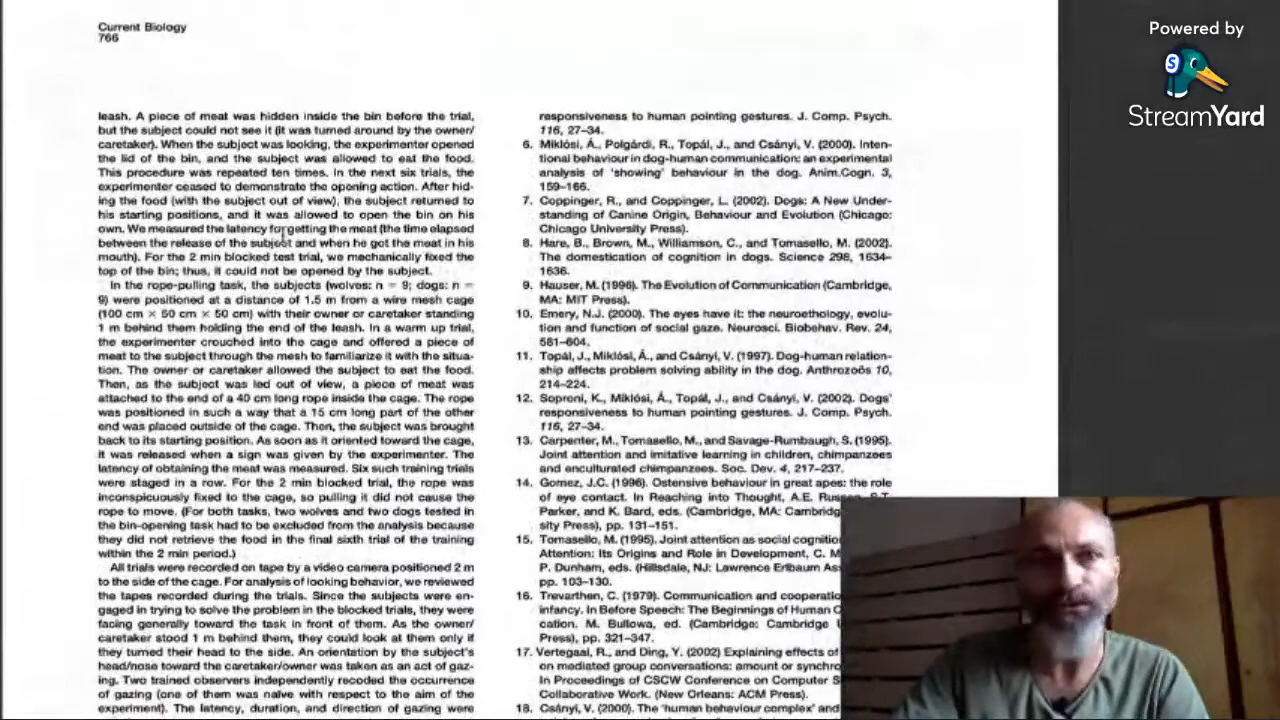 Current Biology
766
leash. A piece of meat was hidden inside the bin before the trial,
but the subject could not see it (it was turned around by the owner/
caretaker). When the subject was looking, the experimenter opened
the lid of the bin, and the subject was allowed to eat the food.
This procedure was repeated ten times. In the next six trials, the
experimenter ceased to demonstrate the opening action. After hid-
ing the food (with the subject out of view), the subject returned to
his starting positions, and it was allowed to open the bin on his
own. We measured the latency for getting the meat (the time elapsed
between the release of the subject and when he got the meat in his
mouth). For the 2 min blocked test trial, we mechanically fixed the
top of the bin; thus, it could not be opened by the subject.
In the rope-pulling task, the subjects (wolves: n = 9; dogs: n =
9) were positioned at a distance of 1.5 m from a wire mesh cage
(100 cm × 50 cm × 50 cm) with their owner or caretaker standing
1 m behind them holding the end of the leash. In a warm up trial,
the experimenter crouched into the cage and offered a piece of
meat to the subject through the mesh to familiarize it with the situa-
tion. The owner or caretaker allowed the subject to eat the food.
Then, as the subject was led out of view, a piece of meat was
attached to the end of a 40 cm long rope inside the cage. The rope
was positioned in such a way that a 15 cm long part of the other
end was placed outside of the cage. Then, the subject was brought
back to its starting position. As soon as it oriented toward the cage,
it was released when a sign was given by the experimenter. The
latency of obtaining the meat was measured. Six such training trials
were staged in a row. For the 2 min blocked trial, the rope was
inconspicuously fixed to the cage, so pulling it did not cause the
rope to move. (For both tasks, two wolves and two dogs tested in
the bin-opening task had to be excluded from the analysis because
they did not retrieve the food in the final sixth trial of the training
within the 2 min period.)
All trials were recorded on tape by a video camera positioned 2 m
to the side of the cage. For analysis of looking behavior, we reviewed
the tapes recorded during the trials. Since the subjects were en-
gaged in trying to solve the problem in the blocked trials, they were
facing generally toward the task in front of them. As the owner/
caretaker stood 1 m behind them, they could look at them only if
they turned their head to the side. An orientation by the subject's
head/nose toward the caretaker/owner was taken as an act of gaz-
ing. Two trained observers independently recoded the occurrence
of gazing (one of them was naïve with respect to the aim of the
experiment). The latency, duration, and direction of gazing were
responsiveness to human pointing gestures. J. Comp. Psych.
116, 27–34.
6. Miklósi, Á., Polgárdi, R., Topál, J., and Csányi, V. (2000). Inten-
tional behaviour in dog-human communication: an experimental
analysis of 'showing' behaviour in the dog. Anim.Cogn. 3,
159–166.
7. Coppinger, R., and Coppinger, L. (2002). Dogs: A New Under-
standing of Canine Origin, Behaviour and Evolution (Chicago:
Chicago University Press).
8. Hare, B., Brown, M., Williamson, C., and Tomasello, M. (2002).
The domestication of cognition in dogs. Science 298, 1634–
1636.
9. Hauser, M. (1996). The Evolution of Communication (Cambridge,
MA: MIT Press).
10. Emery, N.J. (2000). The eyes have it: the neuroethology, evolu-
tion and function of social gaze. Neurosci. Biobehav. Rev. 24,
581–604.
11. Topál, J., Miklósi, Á., and Csányi, V. (1997). Dog-human relation-
ship affects problem solving ability in the dog. Anthrozoös 10,
214–224.
12. Soproni, K., Miklósi, Á., Topál, J., and Csányi, V. (2002). Dogs'
responsiveness to human pointing gestures. J. Comp. Psych.
116, 27–34.
13. Carpenter, M., Tomasello, M., and Savage-Rumbaugh, S. (1995).
Joint attention and imitative learning in children, chimpanzees
and enculturated chimpanzees. Soc. Dev. 4, 217–237.
14. Gomez, J.C. (1996). Ostensive behaviour in great apes: the role
of eye contact. In Reaching into Thought, A.E. Russon, S.T.
Parker, and K. Bard, eds. (Cambridge, MA: Cambridg
sity Press), pp. 131–151.
15. Tomasello, M. (1995). Joint attention as social cognitio
Attention: Its Origins and Role in Development, C. M
P. Dunham, eds. (Hillsdale, NJ: Lawrence Erlbaum Ass
pp. 103–130.
16. Trevarthen, C. (1979). Communication and cooperatio
infancy. In Before Speech: The Beginnings of Human C
cation. M. Bullowa, ed. (Cambridge: Cambridge U
Press), pp. 321–347.
17. Vertegaal, R., and Ding, Y. (2002) Explaining effects of
on mediated group conversations: amount or synchro
In Proceedings of CSCW Conference on Computer S
Collaborative Work. (New Orleans: ACM Press).
18. Csányi, V. (2000). The 'human behaviour complex' and
Powered by
S
StreamYard